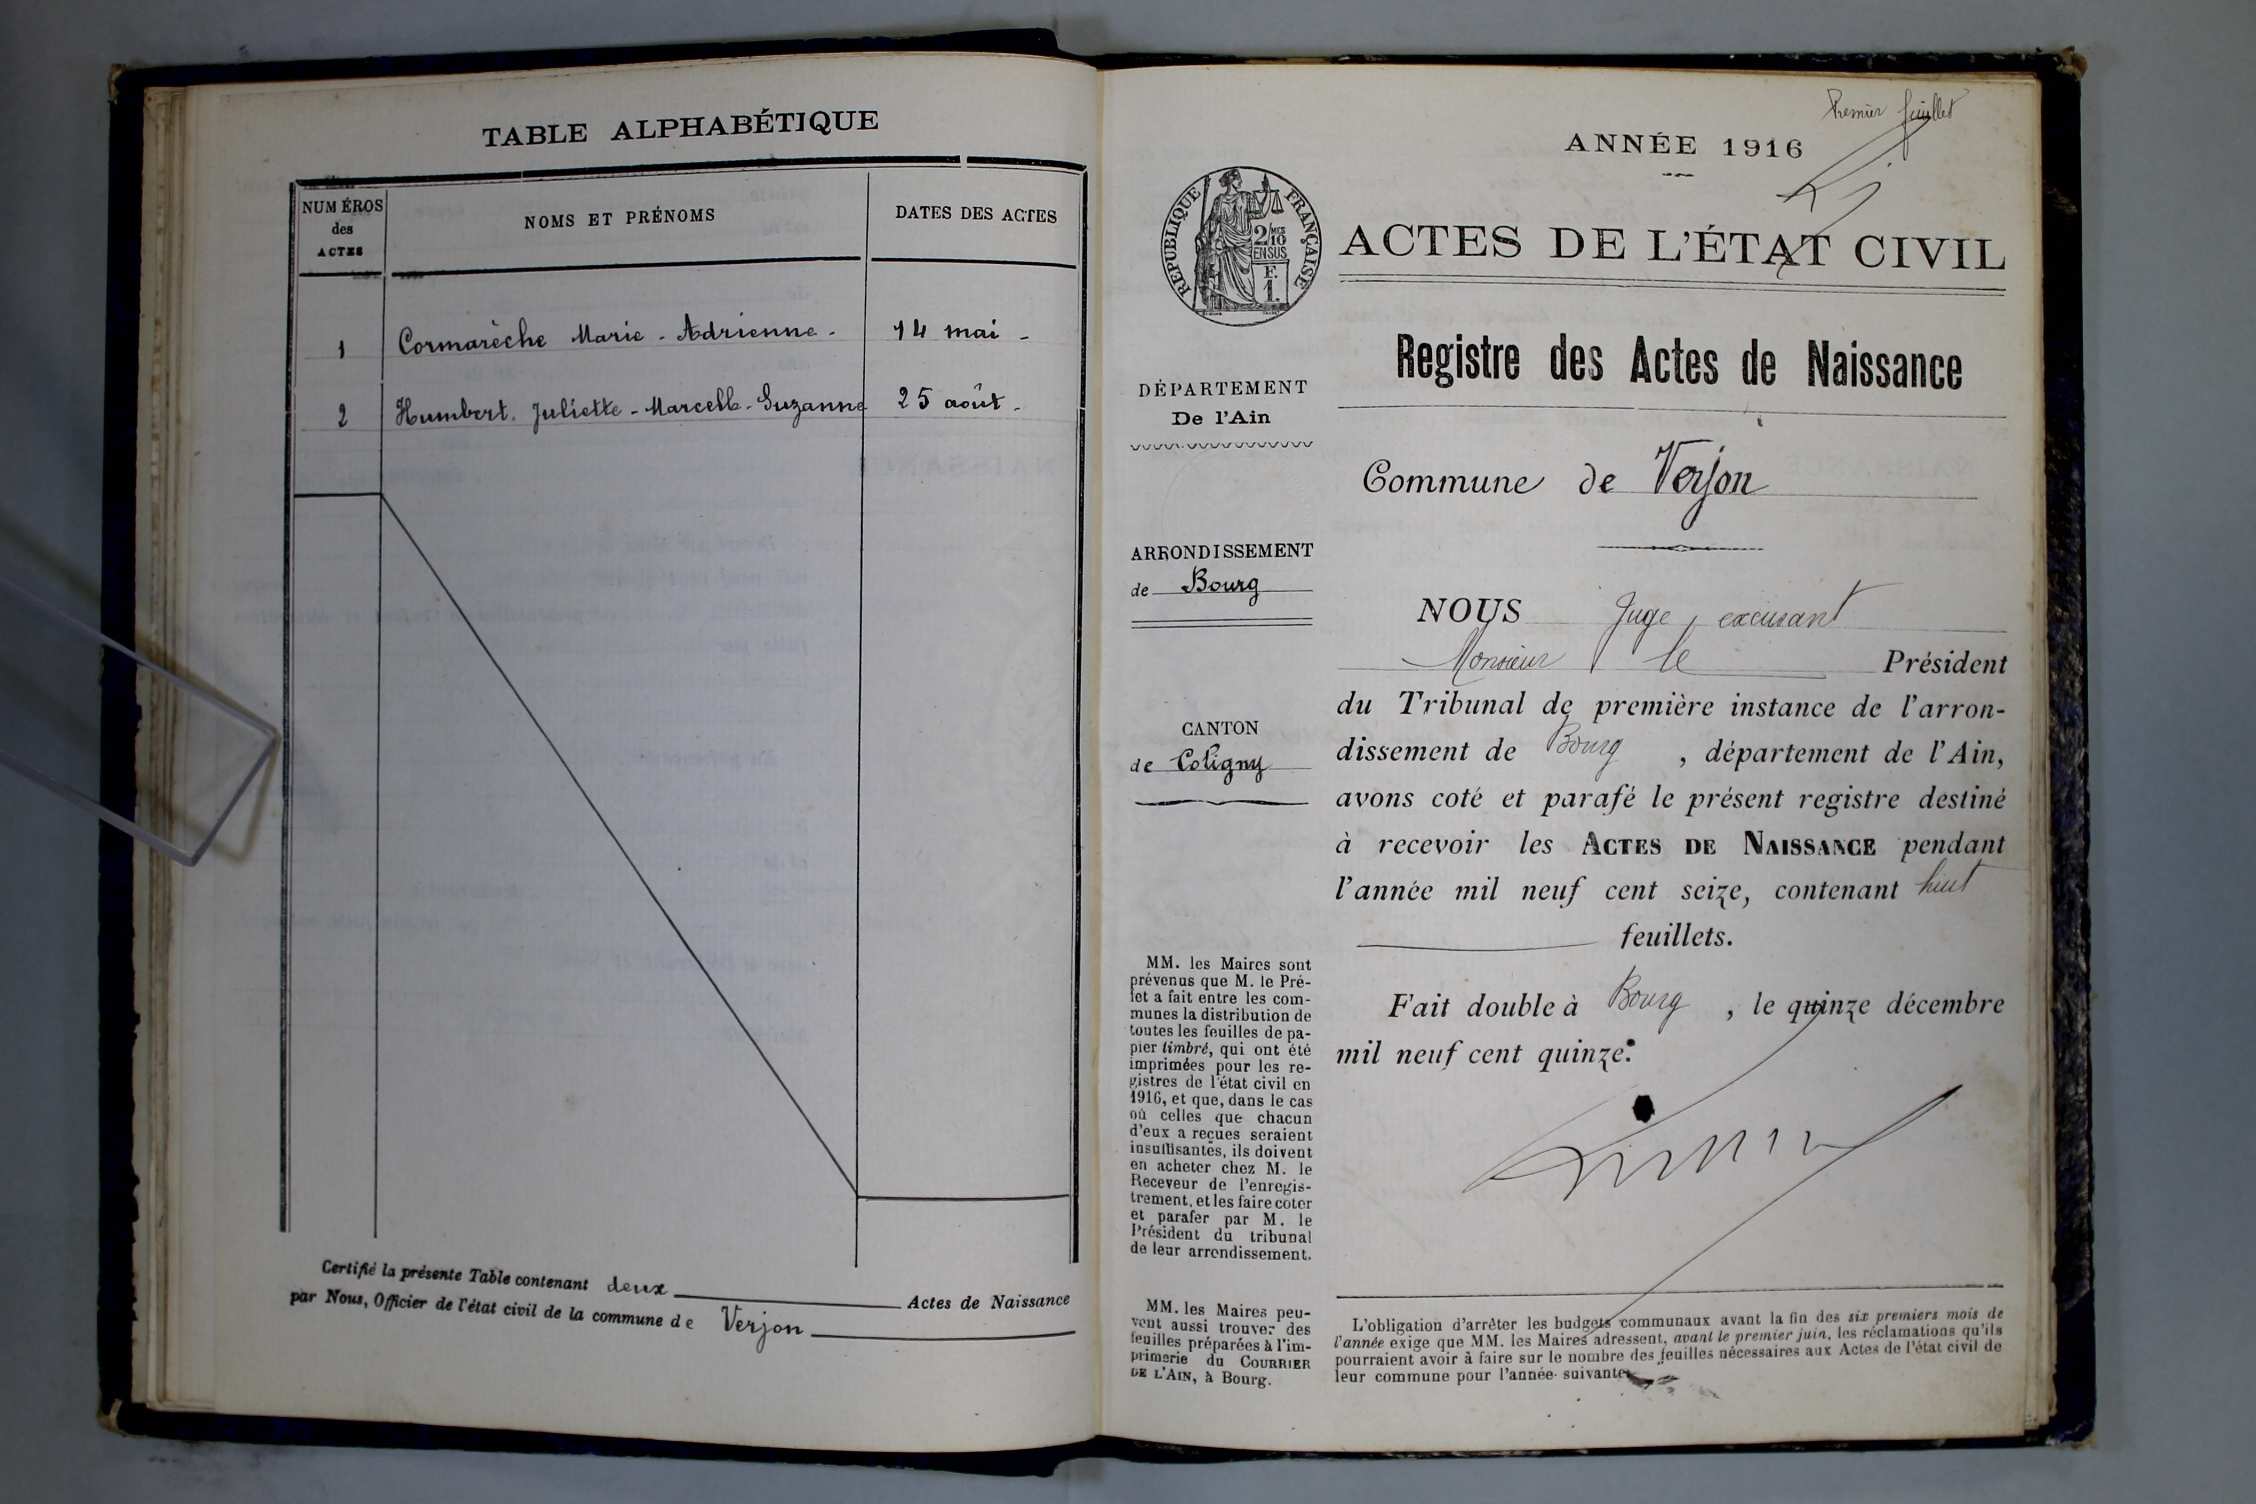 TABLE ALPHABÉTIQUE
NUMÉROS
des
ACTES
NOMS ET PRÉNOMS
DATES DES ACTES
1 Cormarèche Marie - Adrienne - 14 mai -
2 Humbert. Juliette - Marcelle - Suzanne 25 août -
Certifié la présente Table contenant deux Actes de Naissance
par Nous, Officier de l'état civil de la commune de Verjon
Premier feuillet
ANNÉE 1916
RÉPUBLIQUE FRANÇAISE
2/10
MES
EN SUS
F.
1.
ACTES DE L'ÉTAT CIVIL
Registre des Actes de Naissance
DÉPARTEMENT
De l'Ain
Commune de Verjon
ARRONDISSEMENT
de Bourg
CANTON
de Coligny
MM. les Maires sont
prévenus que M. le Pré-
fet a fait entre les com-
munes la distribution de
toutes les feuilles de pa-
pier timbré, qui ont été
imprimées pour les re-
gistres de l'état civil en
1916, et que, dans le cas
où celles que chacun
d'eux a reçues seraient
insuffisantes, ils doivent
en acheter chez M. le
Receveur de l'enregis-
trement, et les faire coter
et parafer par M. le
Président du tribunal
de leur arrondissement.
MM. les Maires peu-
vent aussi trouver des
feuilles préparées à l'im-
primerie du COURRIER
DE L'AIN, à Bourg.
NOUS Juge, excusant
Monsieur le Président
du Tribunal de première instance de l'arron-
dissement de Bourg, département de l'Ain,
avons coté et parafé le présent registre destiné
à recevoir les ACTES DE NAISSANCE pendant
l'année mil neuf cent seize, contenant huit
feuillets.
Fait double à Bourg, le quinze décembre
mil neuf cent quinze.
L'obligation d'arrêter les budgets communaux avant la fin des six premiers mois de
l'année exige que MM. les Maires adressent, avant le premier juin, les réclamations qu'ils
pourraient avoir à faire sur le nombre des feuilles nécessaires aux Actes de l'état civil de
leur commune pour l'année suivante.